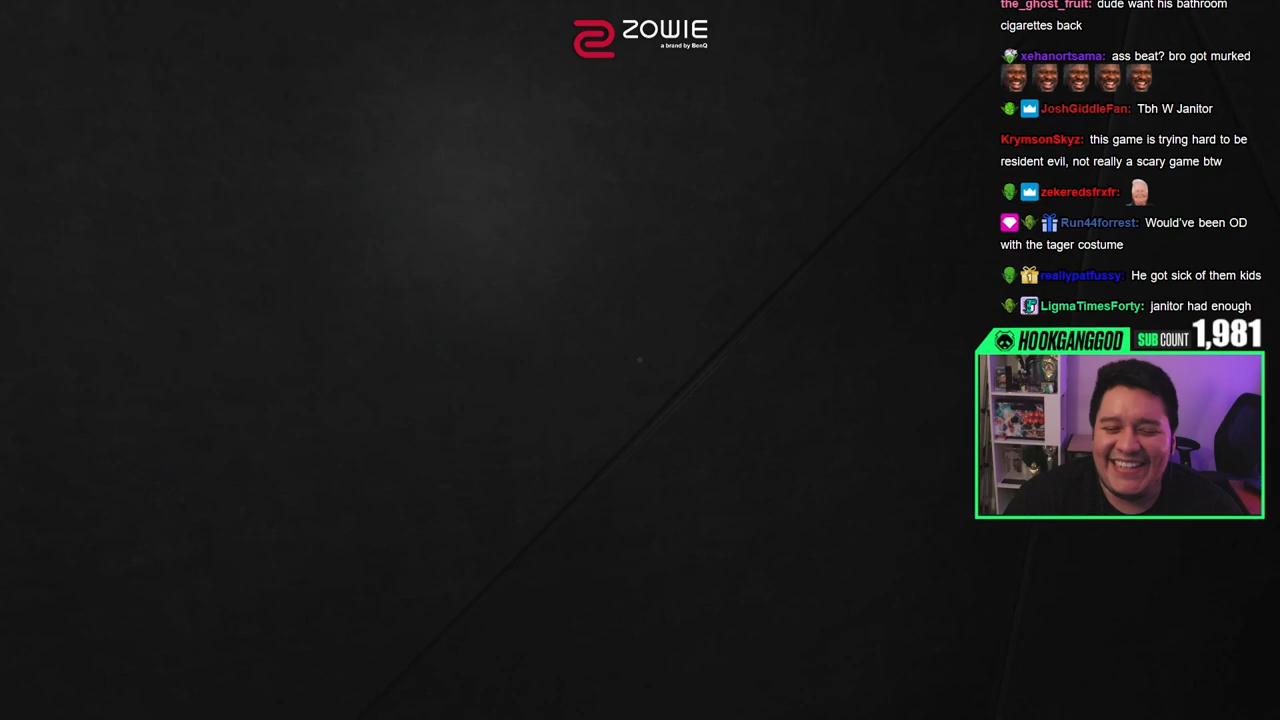 ZOWIE
a brand by BenQ
the_ghost_fruit: dude want his bathroom
cigarettes back
xehanortsama: ass beat? bro got murked
JoshGiddleFan: Tbh W Janitor
KrymsonSkyz: this game is trying hard to be
resident evil, not really a scary game btw
zekeredsfrxfr:
Run44forrest: Would've been OD
with the tager costume
reallypatfussy: He got sick of them kids
LigmaTimesForty: janitor had enough
HOOKGANGGOD SUB COUNT 1,981